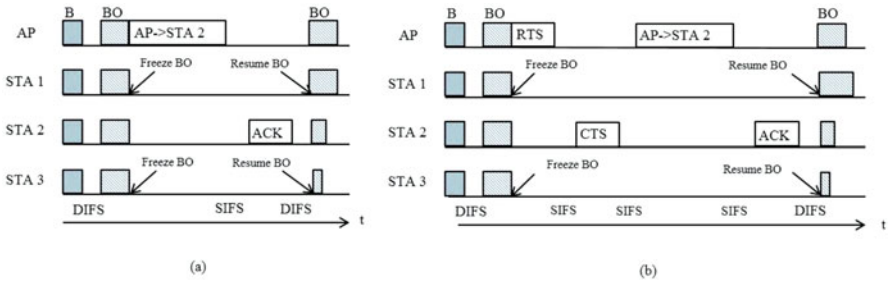 B BO BO
AP AP->STA 2
Freeze BO Resume BO
STA 1
STA 2 ACK
Freeze BO Resume BO
STA 3
DIFS SIFS DIFS
t
(a)
B BO BO
AP RTS AP->STA 2
Freeze BO Resume BO
STA 1
STA 2 CTS ACK
Freeze BO Resume BO
STA 3
DIFS SIFS SIFS SIFS DIFS
t
(b)